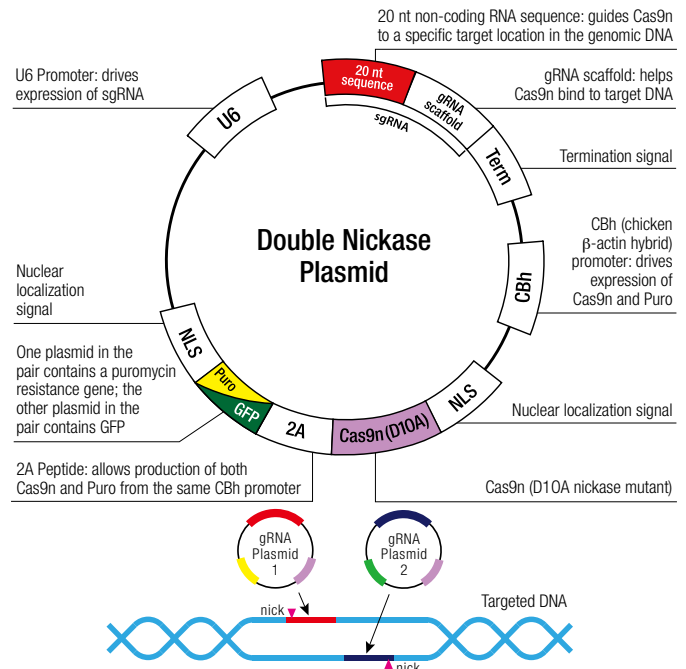 20 nt non-coding RNA sequence: guides Cas9n
to a specific target location in the genomic DNA
U6 Promoter: drives
expression of sgRNA
gRNA scaffold: helps
Cas9n bind to target DNA
20 nt
sequence
gRNA
scaffold
sgRNA
U6
Term
Termination signal
Double Nickase
Plasmid
CBh (chicken
β-actin hybrid)
promoter: drives
expression of
Cas9n and Puro
CBh
Nuclear
localization
signal
NLS
One plasmid in the
pair contains a puromycin
resistance gene; the
other plasmid in the
pair contains GFP
Puro
GFP
2A
Cas9n (D10A)
NLS
Nuclear localization signal
2A Peptide: allows production of both
Cas9n and Puro from the same CBh promoter
Cas9n (D10A nickase mutant)
gRNA
Plasmid
1
gRNA
Plasmid
2
Targeted DNA
nick
nick